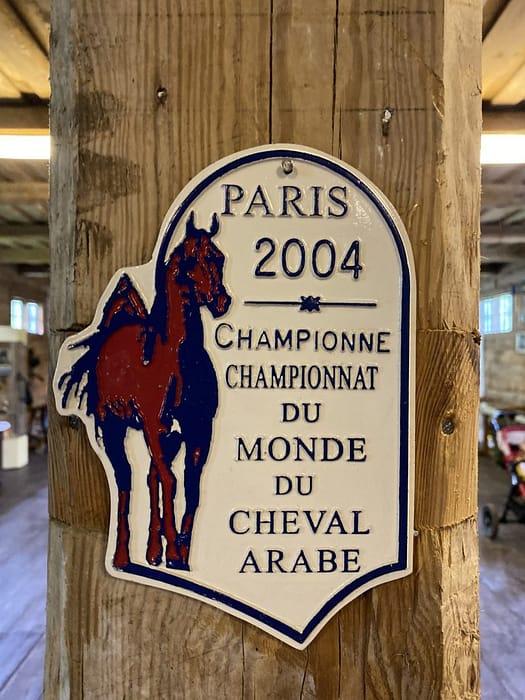 PARIS
2004
CHAMPIONNE
CHAMPIONNAT
DU
MONDE
DU
CHEVAL
ARABE